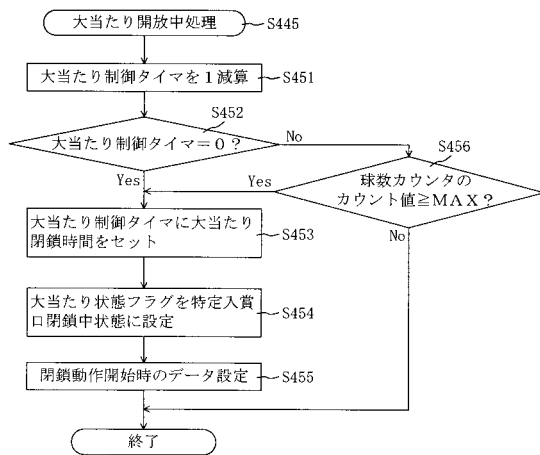 大当たり開放中処理
S445
大当たり制御タイマを1減算
S451
S452
大当たり制御タイマ=0?
No
S456
Yes
Yes
球数カウンタの
カウント値≧MAX?
No
大当たり制御タイマに大当たり
閉鎖時間をセット
S453
大当たり状態フラグを特定入賞
口閉鎖中状態に設定
S454
閉鎖動作開始時のデータ設定
S455
終了